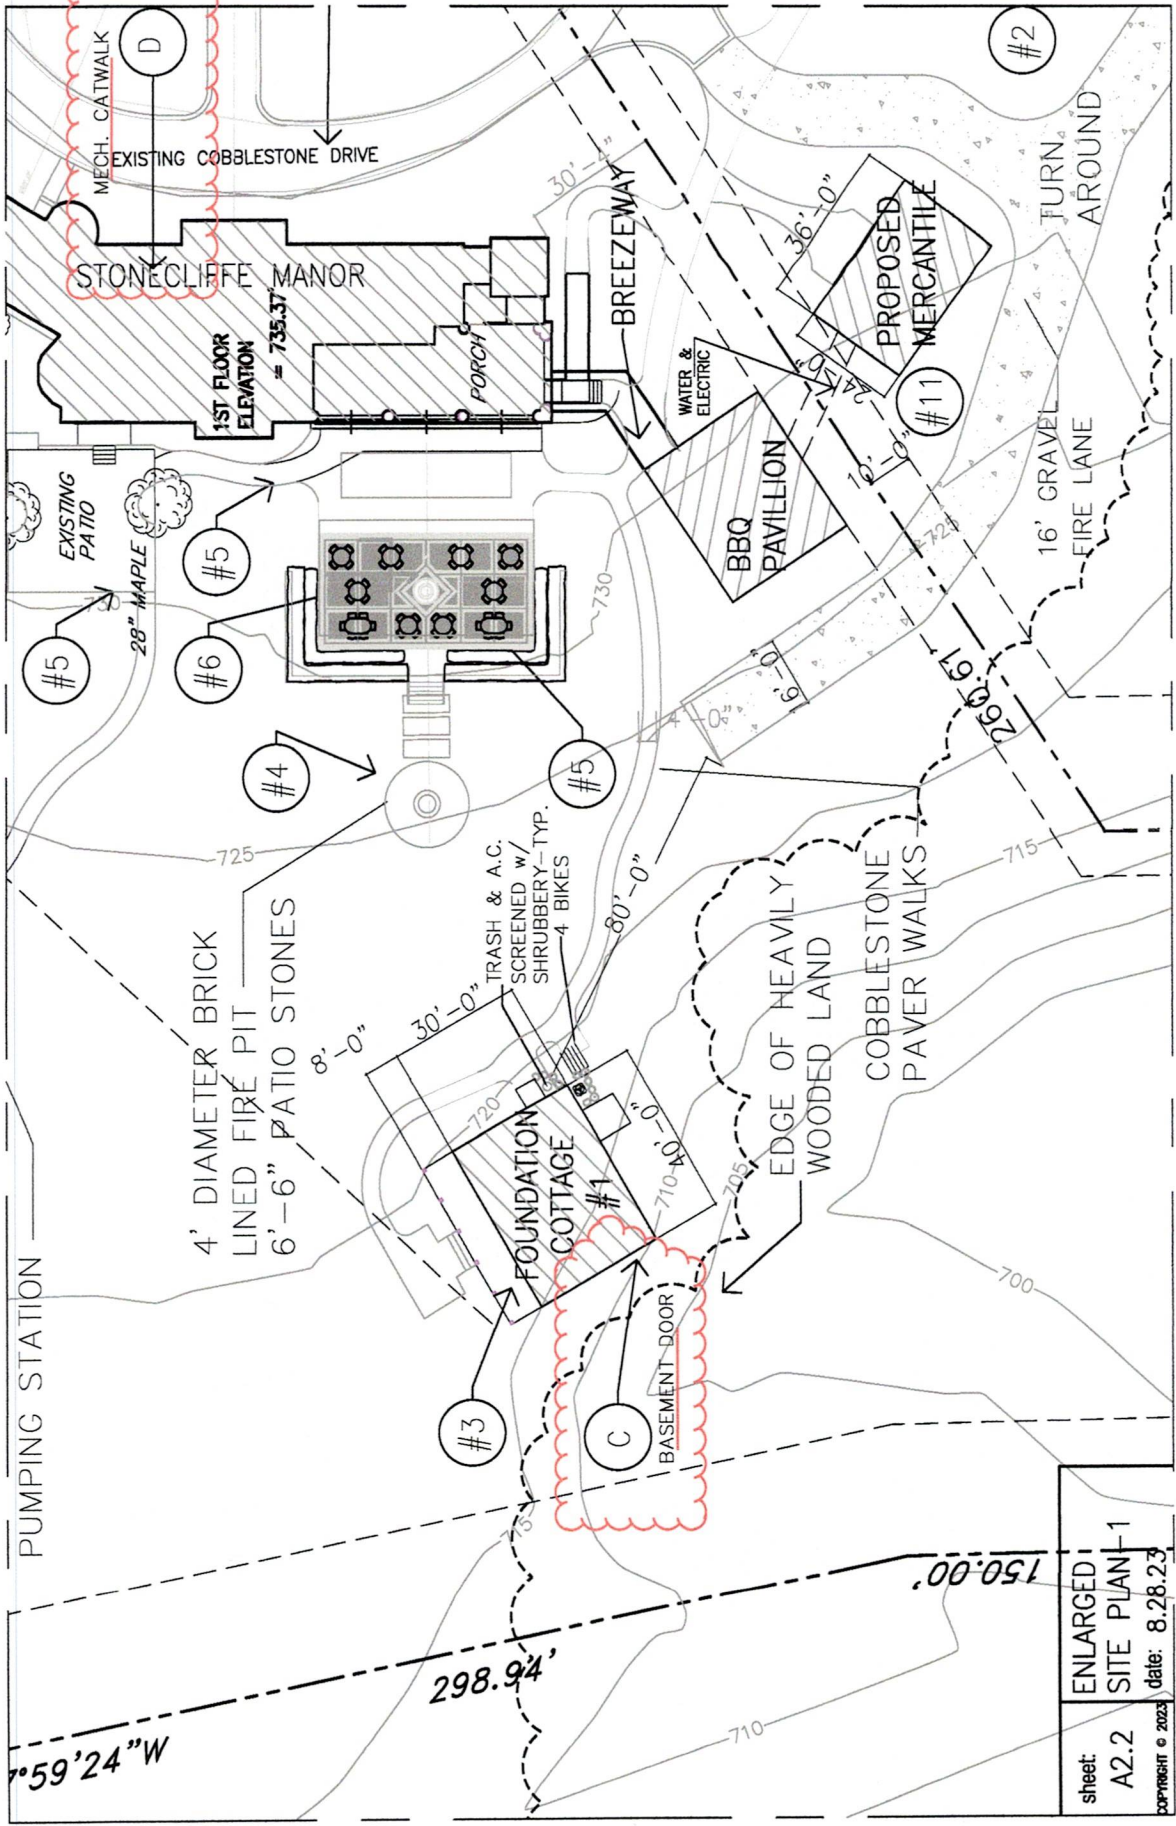 PUMPING STATION
7°59'24"W
298.94'
150.00'
710
715
4' DIAMETER BRICK
LINED FIRE PIT
6'-6" PATIO STONES
8'-0"
30'-0"
TRASH & A.C.
SCREENED w/
SHRUBBERY-TYP.
4 BIKES
80'-0"
720
FOUNDATION
COTTAGE
#1
40'-0"
710
705
700
#3
C
BASEMENT DOOR
EDGE OF HEAVILY
WOODED LAND
COBBLESTONE
PAVER WALKS
715
725
#4
#5
#6
#5
#5
EXISTING
PATIO
28" MAPLE
730
730
4'-0"
6'-0"
260.61'
725
16' GRAVEL
FIRE LANE
MECH. CATWALK
D
EXISTING COBBLESTONE DRIVE
STONECLIFFE MANOR
1ST FLOOR
ELEVATION
= 735.37'
PORCH
30'-4"
BREEZEWAY
WATER &
ELECTRIC
BBQ
PAVILLION
10'-0"
24'-0"
36'-0"
PROPOSED
MERCANTILE
#11
#2
TURN
AROUND
sheet:
A2.2
ENLARGED
SITE PLAN-1
date: 8.28.23
COPYRIGHT © 2023